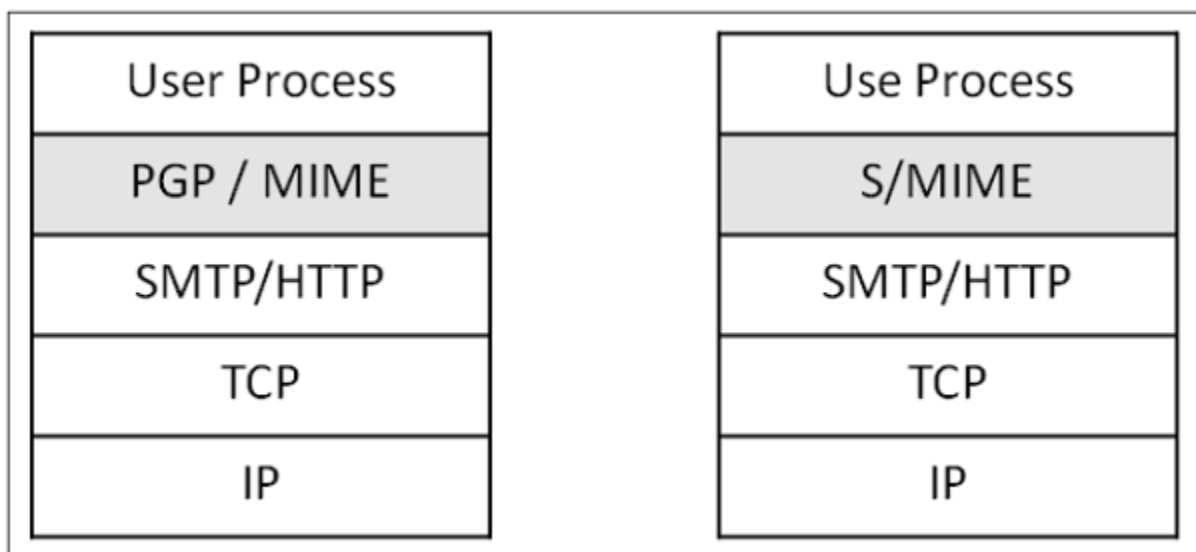 User Process
PGP / MIME
SMTP/HTTP
TCP
IP
Use Process
S/MIME
SMTP/HTTP
TCP
IP